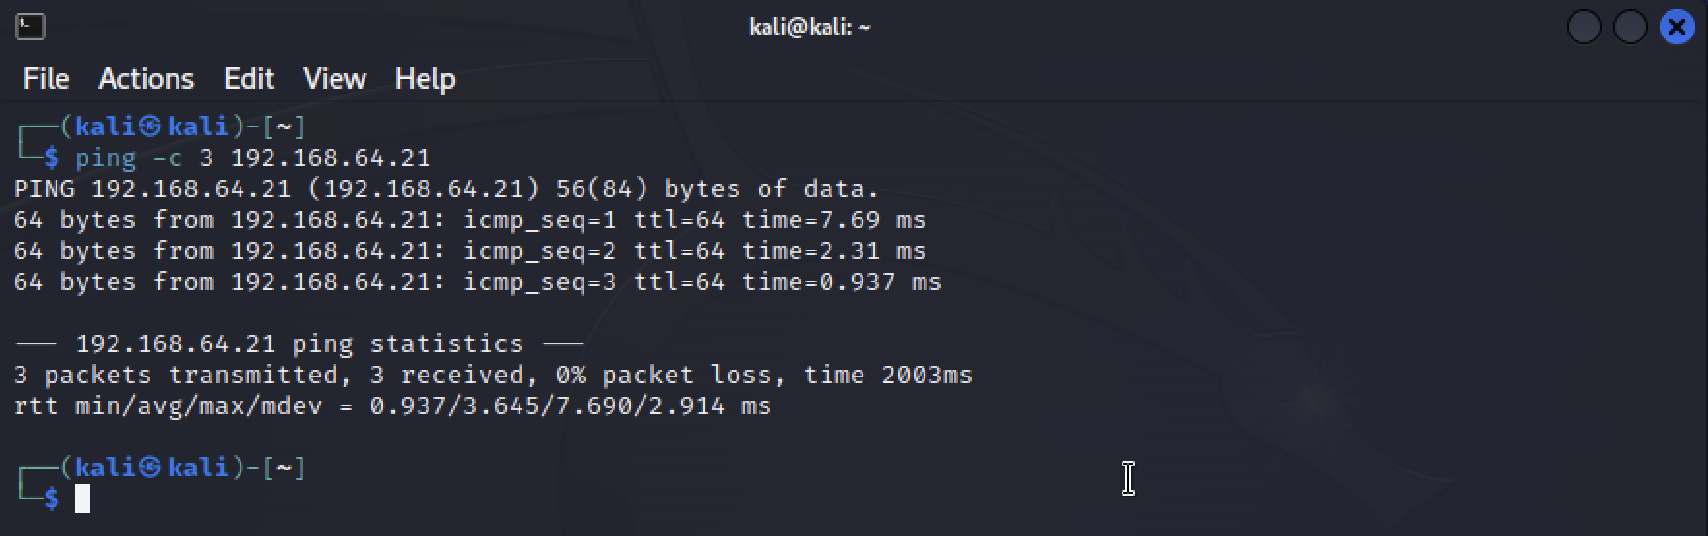 kali@kali: ~
File Actions Edit View Help
┌──(kali㉿kali)-[~]
└─$ ping -c 3 192.168.64.21
PING 192.168.64.21 (192.168.64.21) 56(84) bytes of data.
64 bytes from 192.168.64.21: icmp_seq=1 ttl=64 time=7.69 ms
64 bytes from 192.168.64.21: icmp_seq=2 ttl=64 time=2.31 ms
64 bytes from 192.168.64.21: icmp_seq=3 ttl=64 time=0.937 ms
--- 192.168.64.21 ping statistics ---
3 packets transmitted, 3 received, 0% packet loss, time 2003ms
rtt min/avg/max/mdev = 0.937/3.645/7.690/2.914 ms
┌──(kali㉿kali)-[~]
└─$